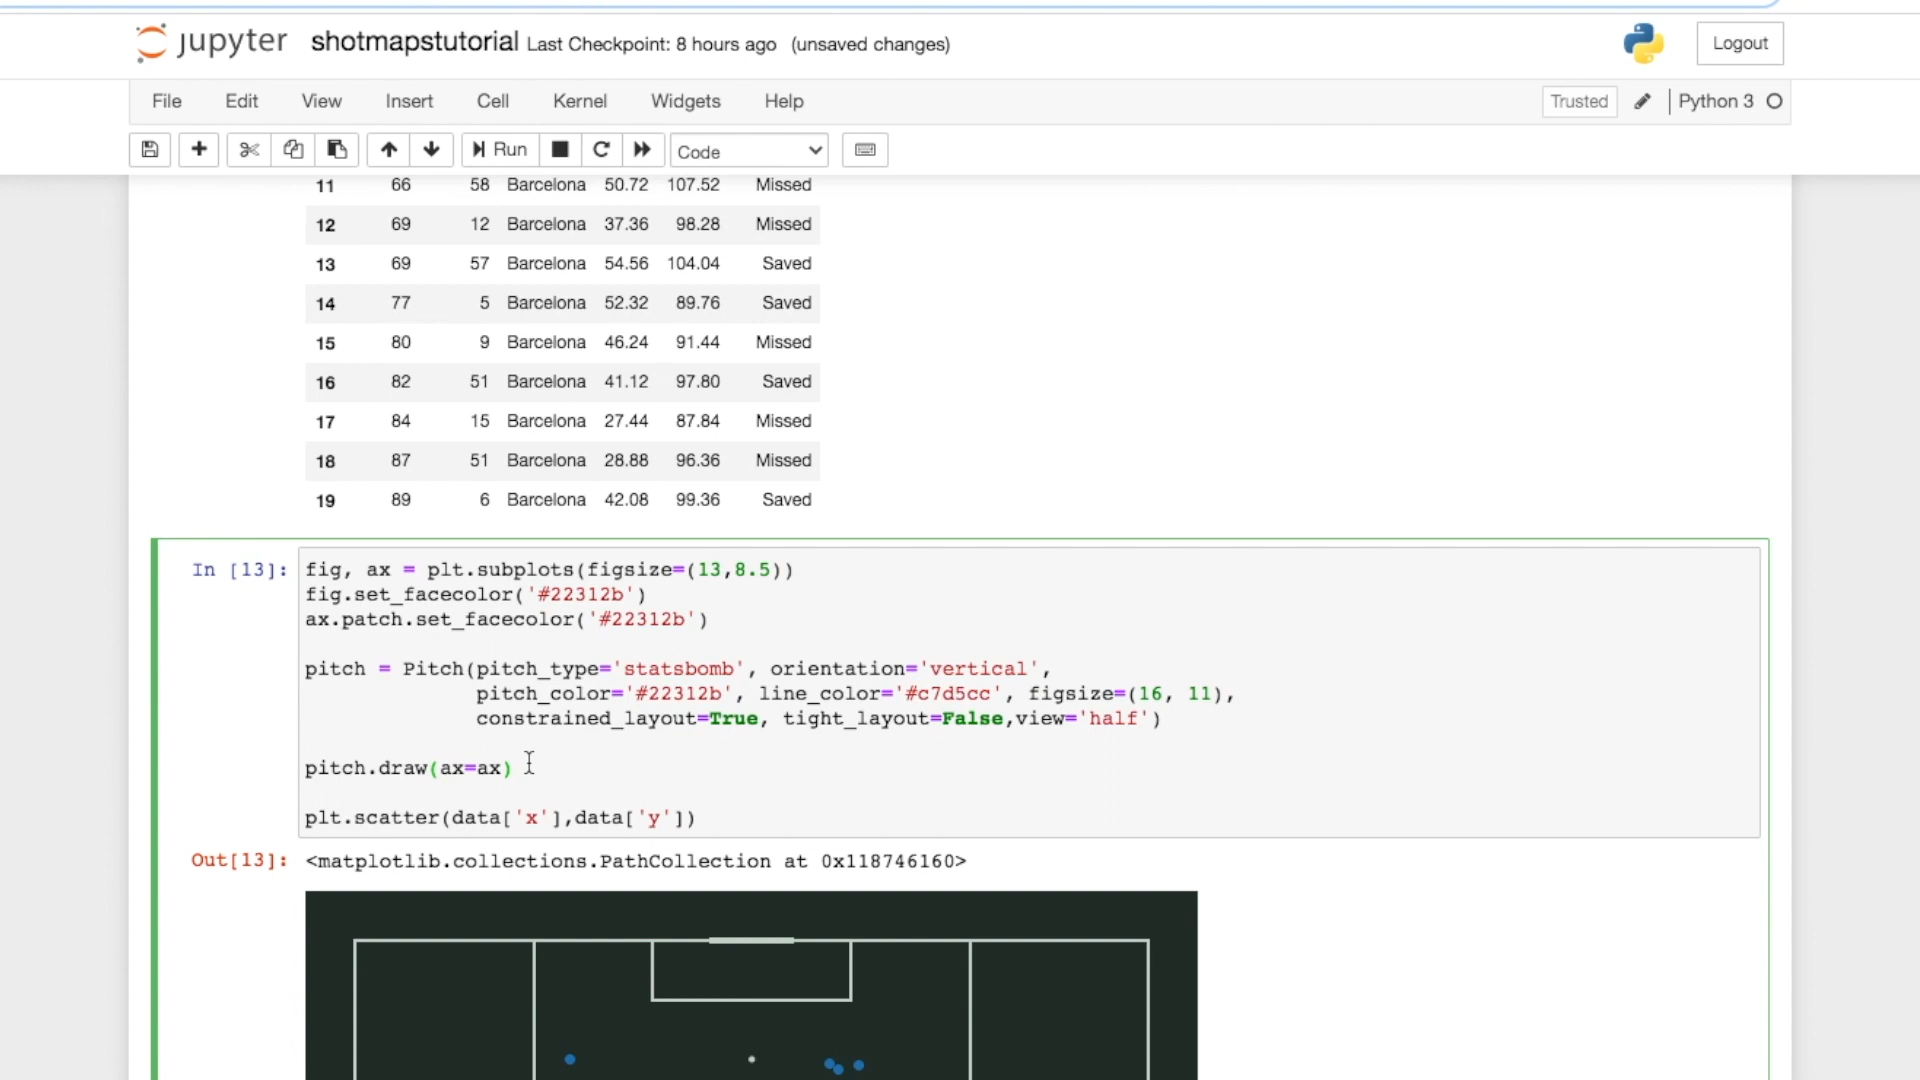 jupyter shotmapstutorial Last Checkpoint: 8 hours ago (unsaved changes) Logout
File Edit View Insert Cell Kernel Widgets Help Trusted Python 3
Run Code
11 66 58 Barcelona 50.72 107.52 Missed
12 69 12 Barcelona 37.36 98.28 Missed
13 69 57 Barcelona 54.56 104.04 Saved
14 77 5 Barcelona 52.32 89.76 Saved
15 80 9 Barcelona 46.24 91.44 Missed
16 82 51 Barcelona 41.12 97.80 Saved
17 84 15 Barcelona 27.44 87.84 Missed
18 87 51 Barcelona 28.88 96.36 Missed
19 89 6 Barcelona 42.08 99.36 Saved
In [13]: fig, ax = plt.subplots(figsize=(13,8.5))
fig.set_facecolor('#22312b')
ax.patch.set_facecolor('#22312b')
pitch = Pitch(pitch_type='statsbomb', orientation='vertical',
pitch_color='#22312b', line_color='#c7d5cc', figsize=(16, 11),
constrained_layout=True, tight_layout=False,view='half')
pitch.draw(ax=ax)
plt.scatter(data['x'],data['y'])
Out[13]: <matplotlib.collections.PathCollection at 0x118746160>